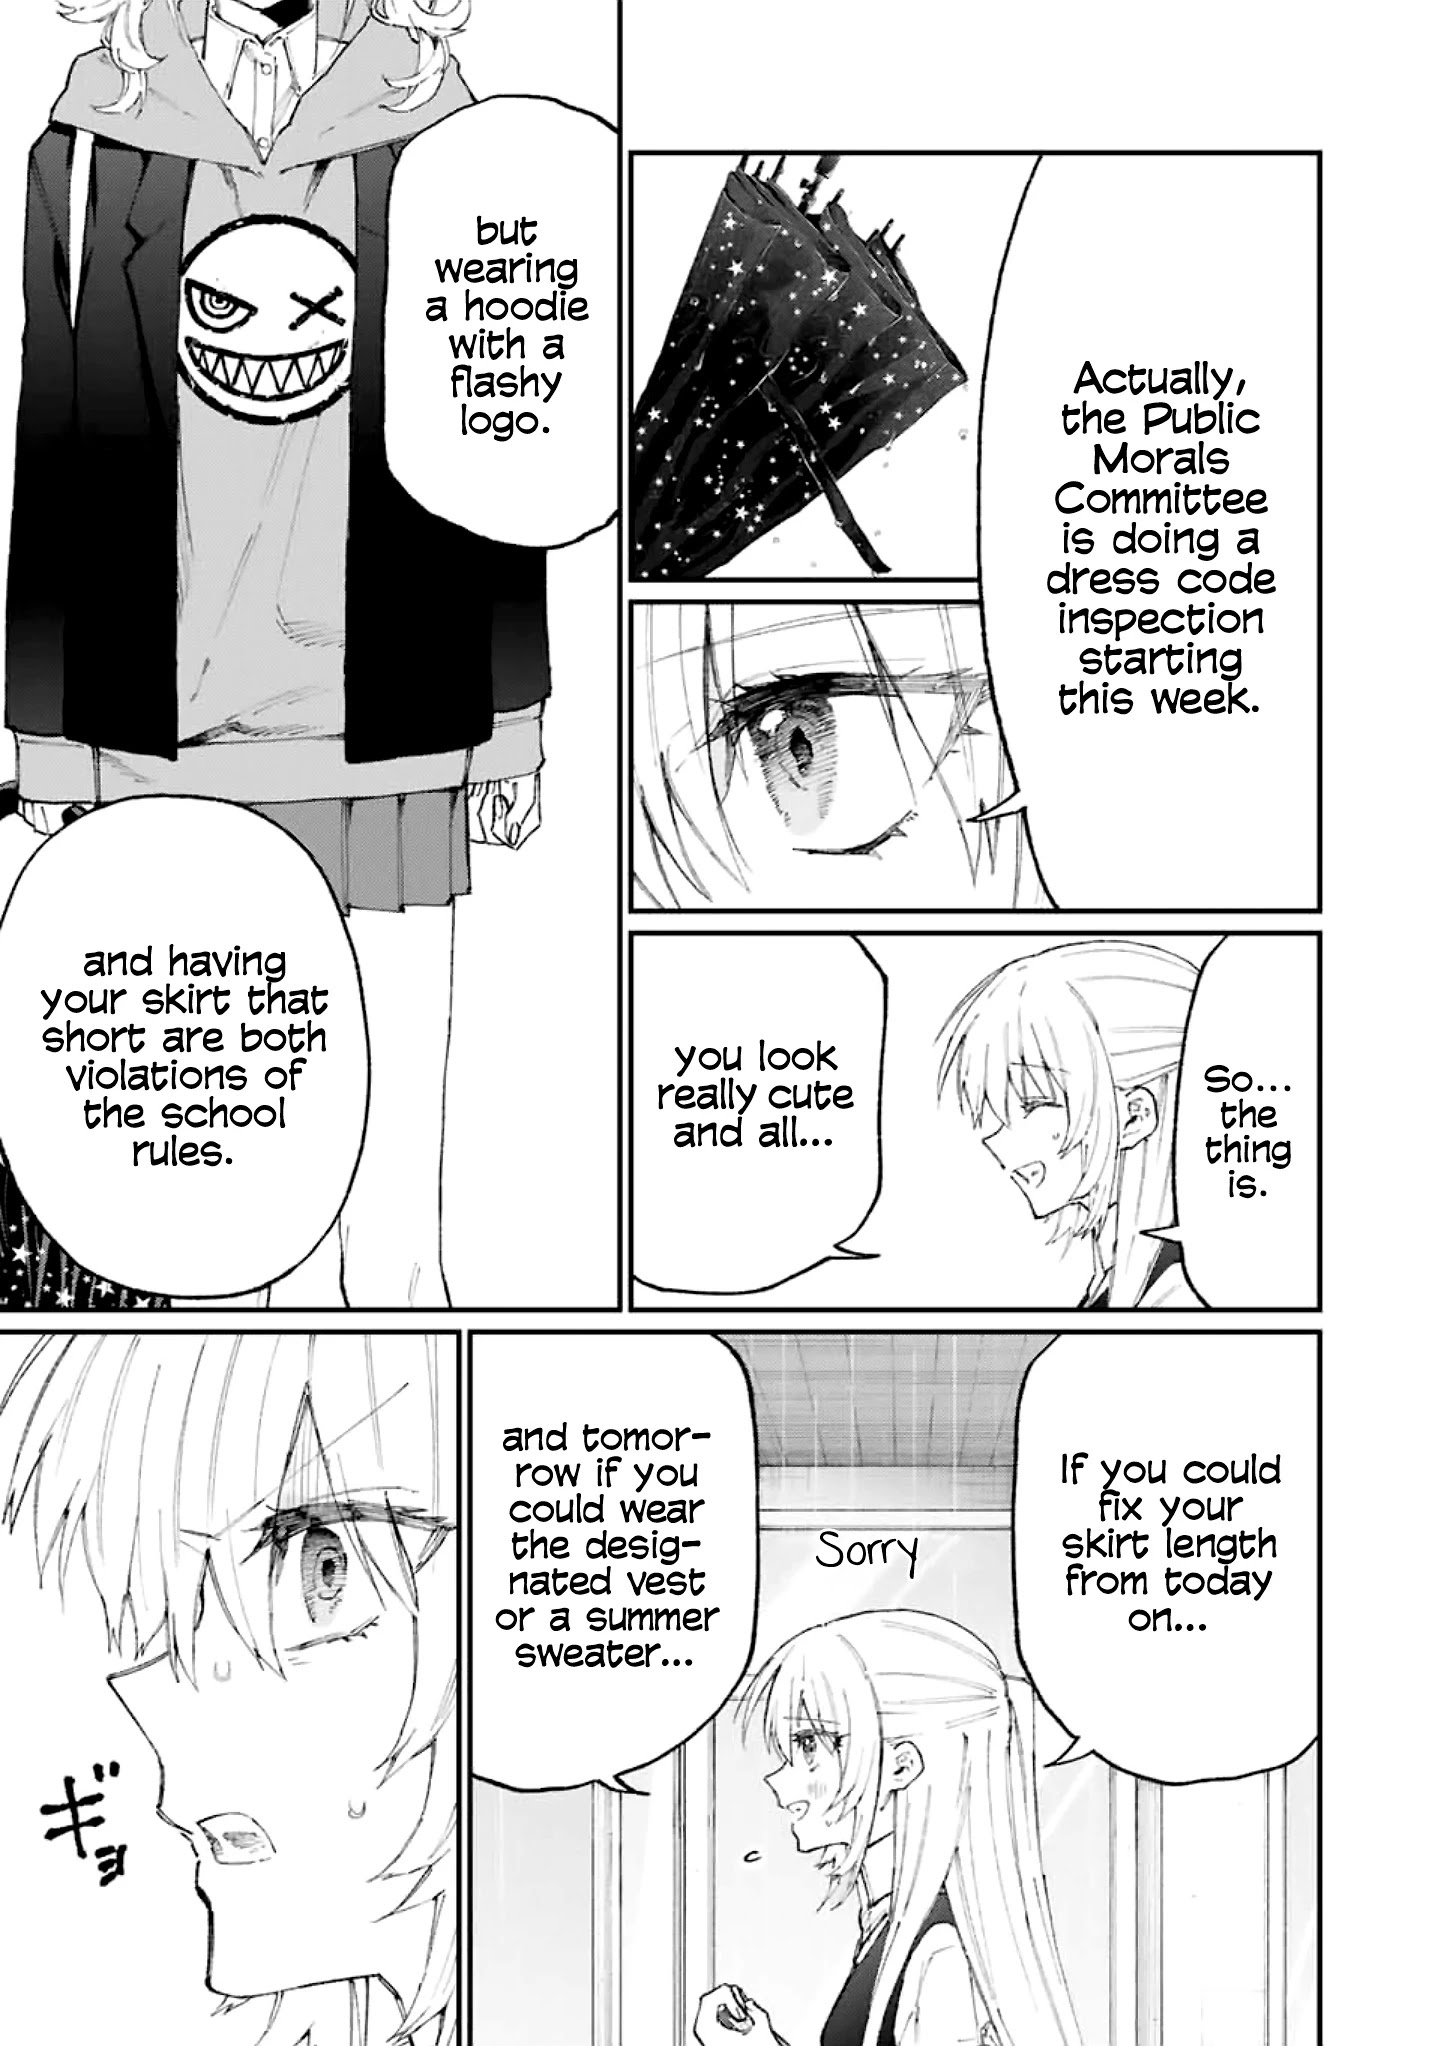 Actually,
the Public
Morals
Committee
is doing a
dress code
inspection
starting
this week.
So...
the
thing
is.
you look
really cute
and all...
but
wearing
a hoodie
with a
flashy
logo.
and having
your skirt that
short are both
violations of
the school
rules.
If you could
fix your
skirt length
from today
on...
Sorry
and tomor-
row if you
could wear
the desig-
nated vest
or a summer
sweater...
ギョ